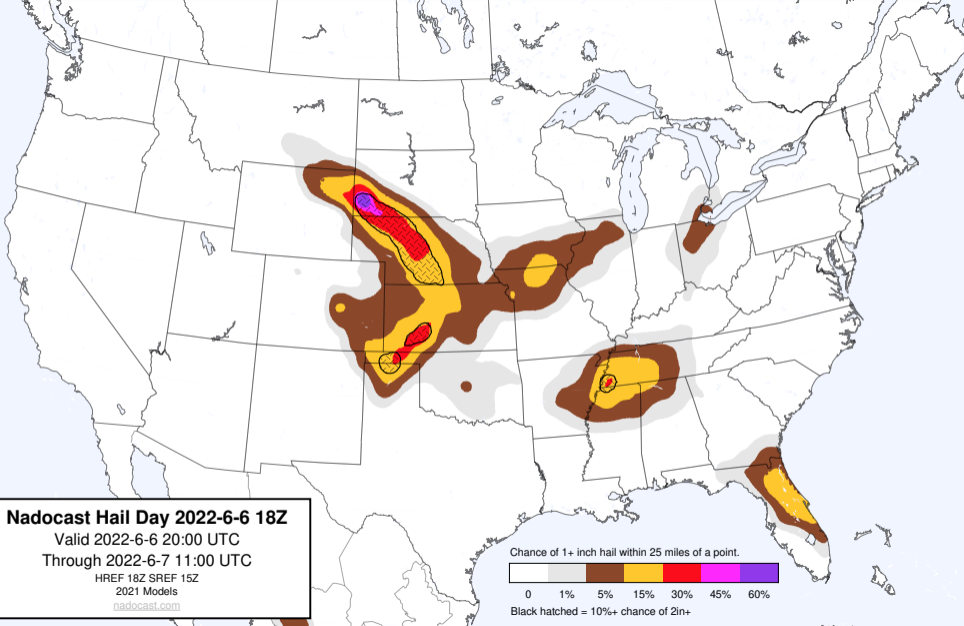 Nadocast Hail Day 2022-6-6 18Z
Valid 2022-6-6 20:00 UTC
Through 2022-6-7 11:00 UTC
HREF 18Z SREF 15Z
2021 Models
nadocast.com
Chance of 1+ inch hail within 25 miles of a point.
0 1% 5% 15% 30% 45% 60%
Black hatched = 10%+ chance of 2in+